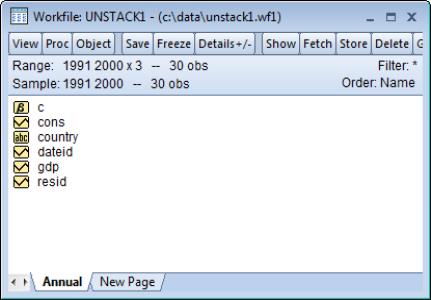 Workfile: UNSTACK1 - (c:\data\unstack1.wf1)
View Proc Object Save Freeze Details+/- Show Fetch Store Delete G
Range: 1991 2000 x 3 -- 30 obs Filter: *
Sample: 1991 2000 -- 30 obs Order: Name
β c
cons
abc country
dateid
gdp
resid
Annual New Page